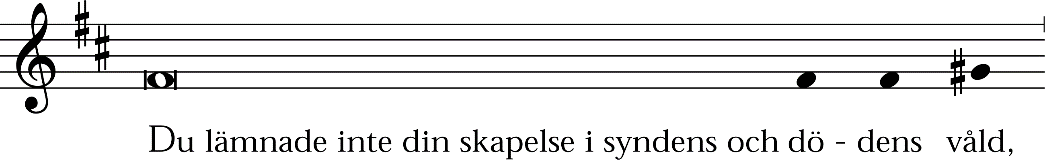 Du lämnade inte din skapelse i syndens och dö - dens våld,